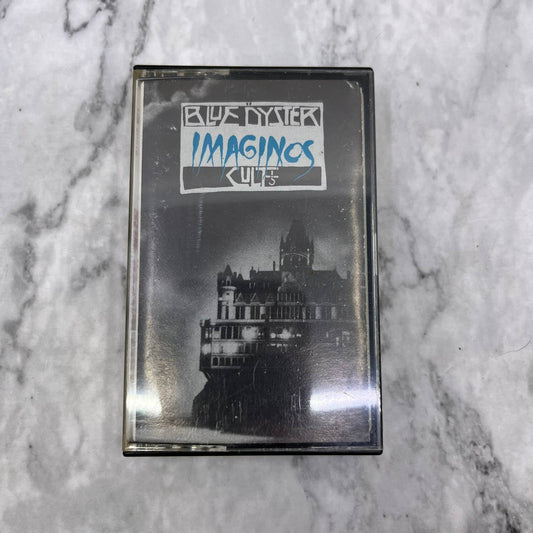 BLUE ÖYSTER
IMAGINOS
CULT